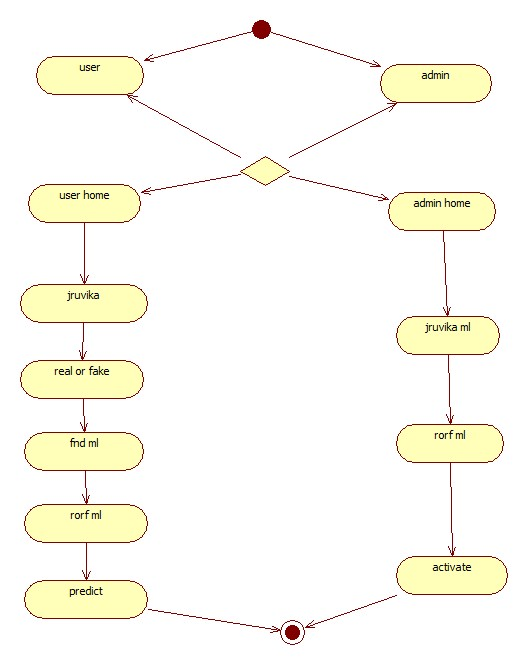 user
admin
user home
admin home
jruvika
jruvika ml
real or fake
fnd ml
rorf ml
rorf ml
predict
activate